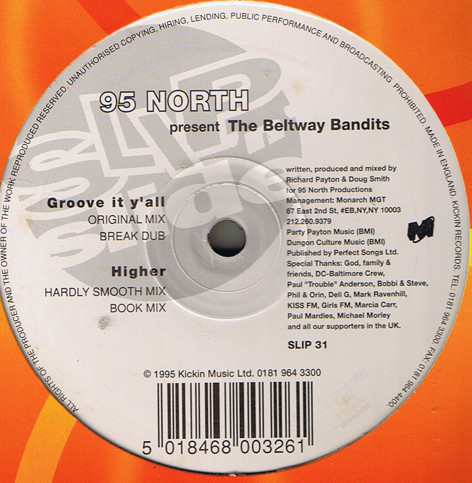 ALL RIGHTS OF THE PRODUCER AND THE OWNER OF THE WORK REPRODUCED RESERVED. UNAUTHORISED COPYING, HIRING, LENDING, PUBLIC PERFORMANCE AND BROADCASTING PROHIBITED. MADE IN ENGLAND. KICKIN RECORDS. TEL. 0181 964 3300 FAX. 0181 964 4400
SLIP
'n'
Slide
95 NORTH
present The Beltway Bandits
Groove it y'all
ORIGINAL MIX
BREAK DUB
Higher
HARDLY SMOOTH MIX
BOOK MIX
written, produced and mixed by
Richard Payton & Doug Smith
for 95 North Productions
Management: Monarch MGT
67 East 2nd St, #EB,NY,NY 10003
212.260.9379
Party Payton Music (BMI)
Dungon Culture Music (BMI)
Published by Perfect Songs Ltd.
Special Thanks: God, family &
friends, DC-Baltimore Crew,
Paul "Trouble" Anderson, Bobbi & Steve,
Phil & Orin, Deli G, Mark Ravenhill,
KISS FM, Girls FM, Marcia Carr,
Paul Mardles, Michael Morley
and all our supporters in the UK.
SLIP 31
© 1995 Kickin Music Ltd. 0181 964 3300
5 018468 003261